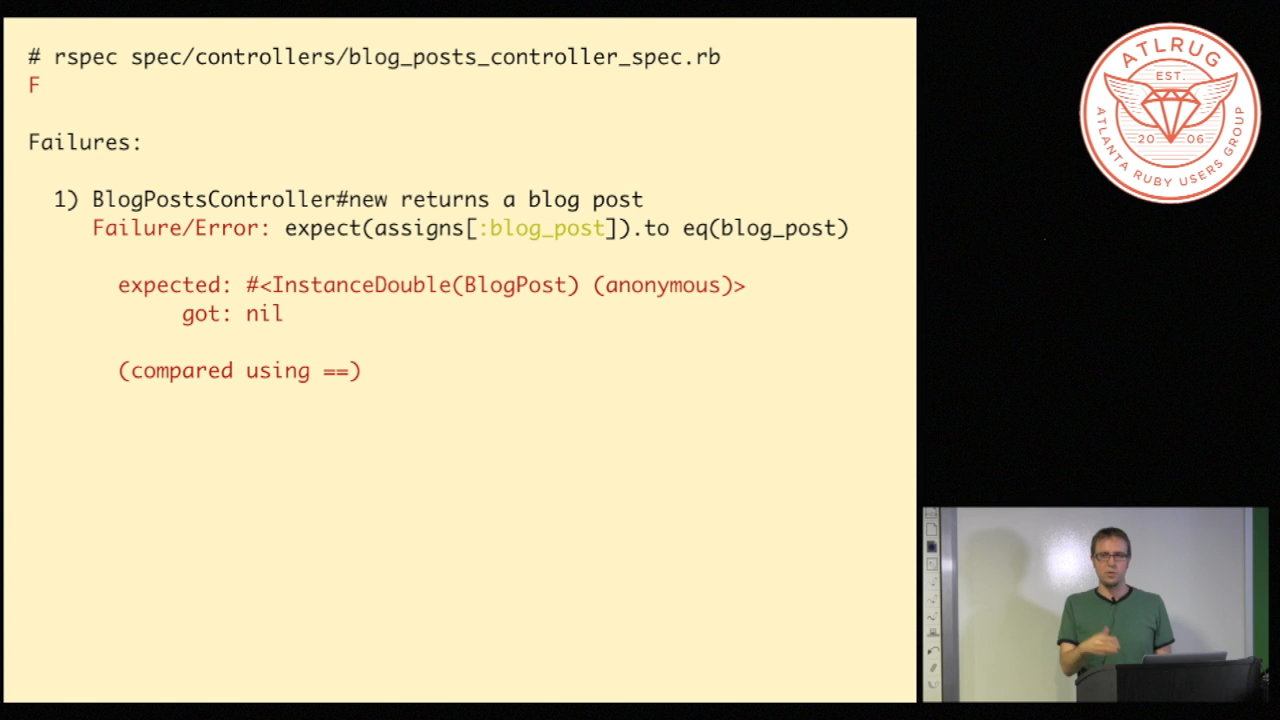 # rspec spec/controllers/blog_posts_controller_spec.rb
F
Failures:
1) BlogPostsController#new returns a blog post
Failure/Error: expect(assigns[:blog_post]).to eq(blog_post)
expected: #<InstanceDouble(BlogPost) (anonymous)>
got: nil
(compared using ==)
ATLRUG
EST.
20 06
ATLANTA RUBY USERS GROUP